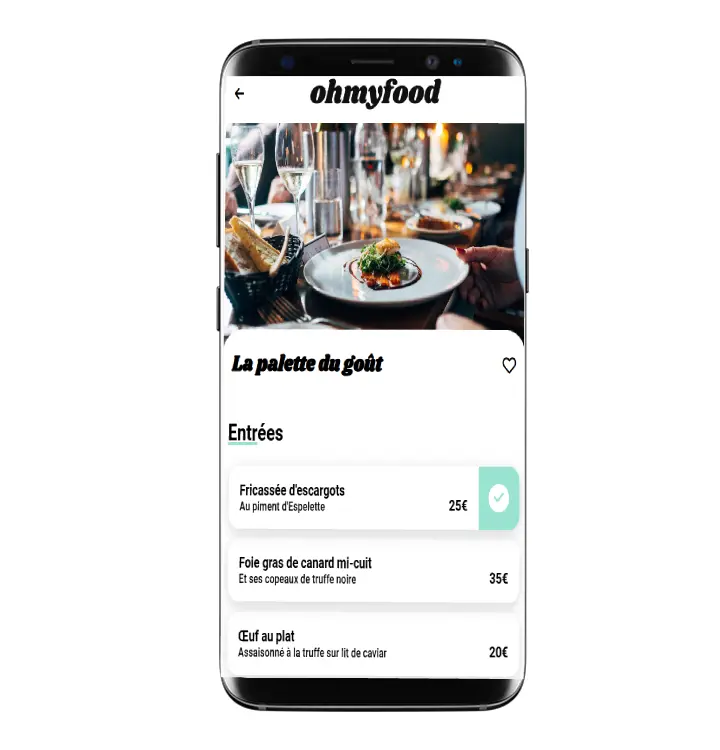 ohmyfood
La palette du goût
Entrées
Fricassée d'escargots
Au piment d'Espelette
25€
Foie gras de canard mi-cuit
Et ses copeaux de truffe noire
35€
Œuf au plat
Assaisonné à la truffe sur lit de caviar
20€